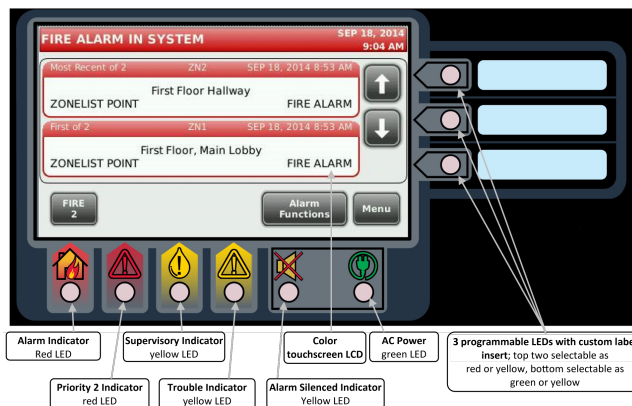 FIRE ALARM IN SYSTEM
SEP 18, 2014
9:04 AM
Most Recent of 2 ZN2 SEP 18, 2014 8:53 AM
First Floor Hallway
ZONELIST POINT FIRE ALARM
First of 2 ZN1 SEP 18, 2014 8:53 AM
First Floor, Main Lobby
ZONELIST POINT FIRE ALARM
FIRE
2
Alarm
Functions
Menu
Alarm Indicator
Red LED
Supervisory Indicator
yellow LED
Color
touchscreen LCD
AC Power
green LED
3 programmable LEDs with custom labe
insert; top two selectable as
red or yellow, bottom selectable as
green or yellow
Priority 2 Indicator
red LED
Trouble Indicator
yellow LED
Alarm Silenced Indicator
Yellow LED